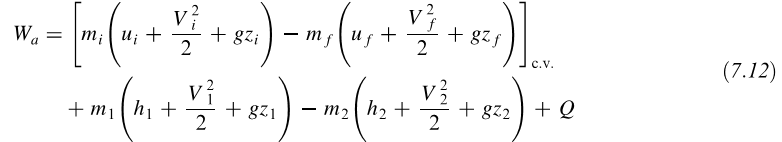 W_a = [ m_i ( u_i + V_i^2/2 + gz_i ) − m_f ( u_f + V_f^2/2 + gz_f ) ]_c.v.
+ m_1 ( h_1 + V_1^2/2 + gz_1 ) − m_2 ( h_2 + V_2^2/2 + gz_2 ) + Q
(7.12)